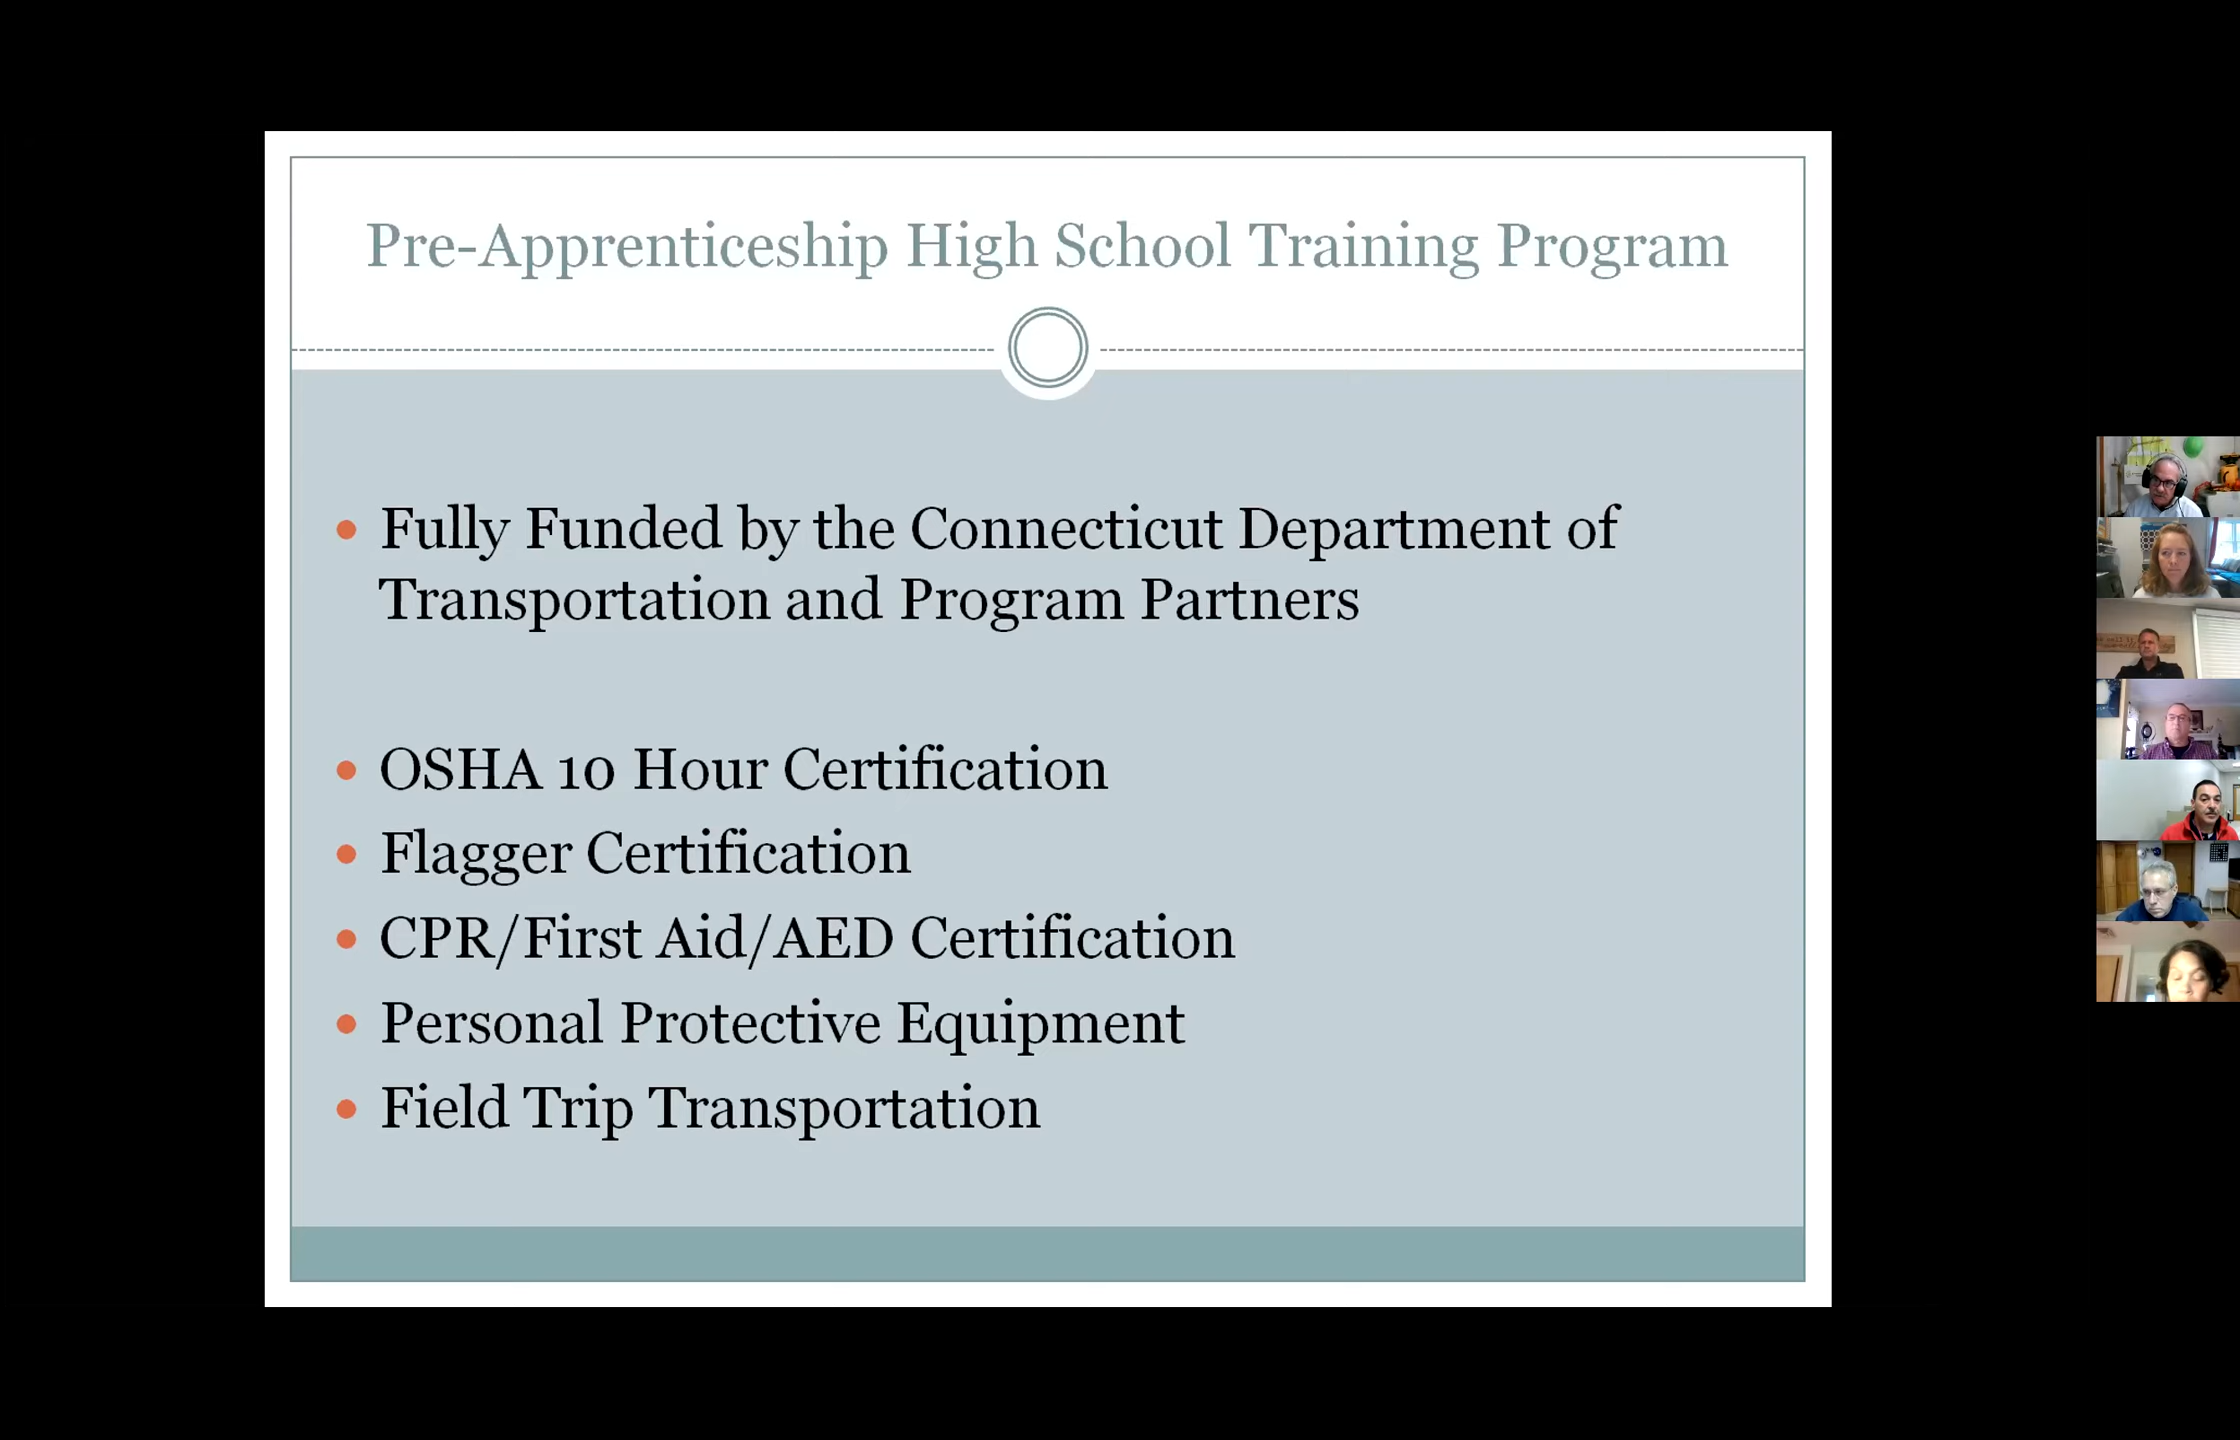 Pre-Apprenticeship High School Training Program
Fully Funded by the Connecticut Department of
Transportation and Program Partners
OSHA 10 Hour Certification
Flagger Certification
CPR/First Aid/AED Certification
Personal Protective Equipment
Field Trip Transportation